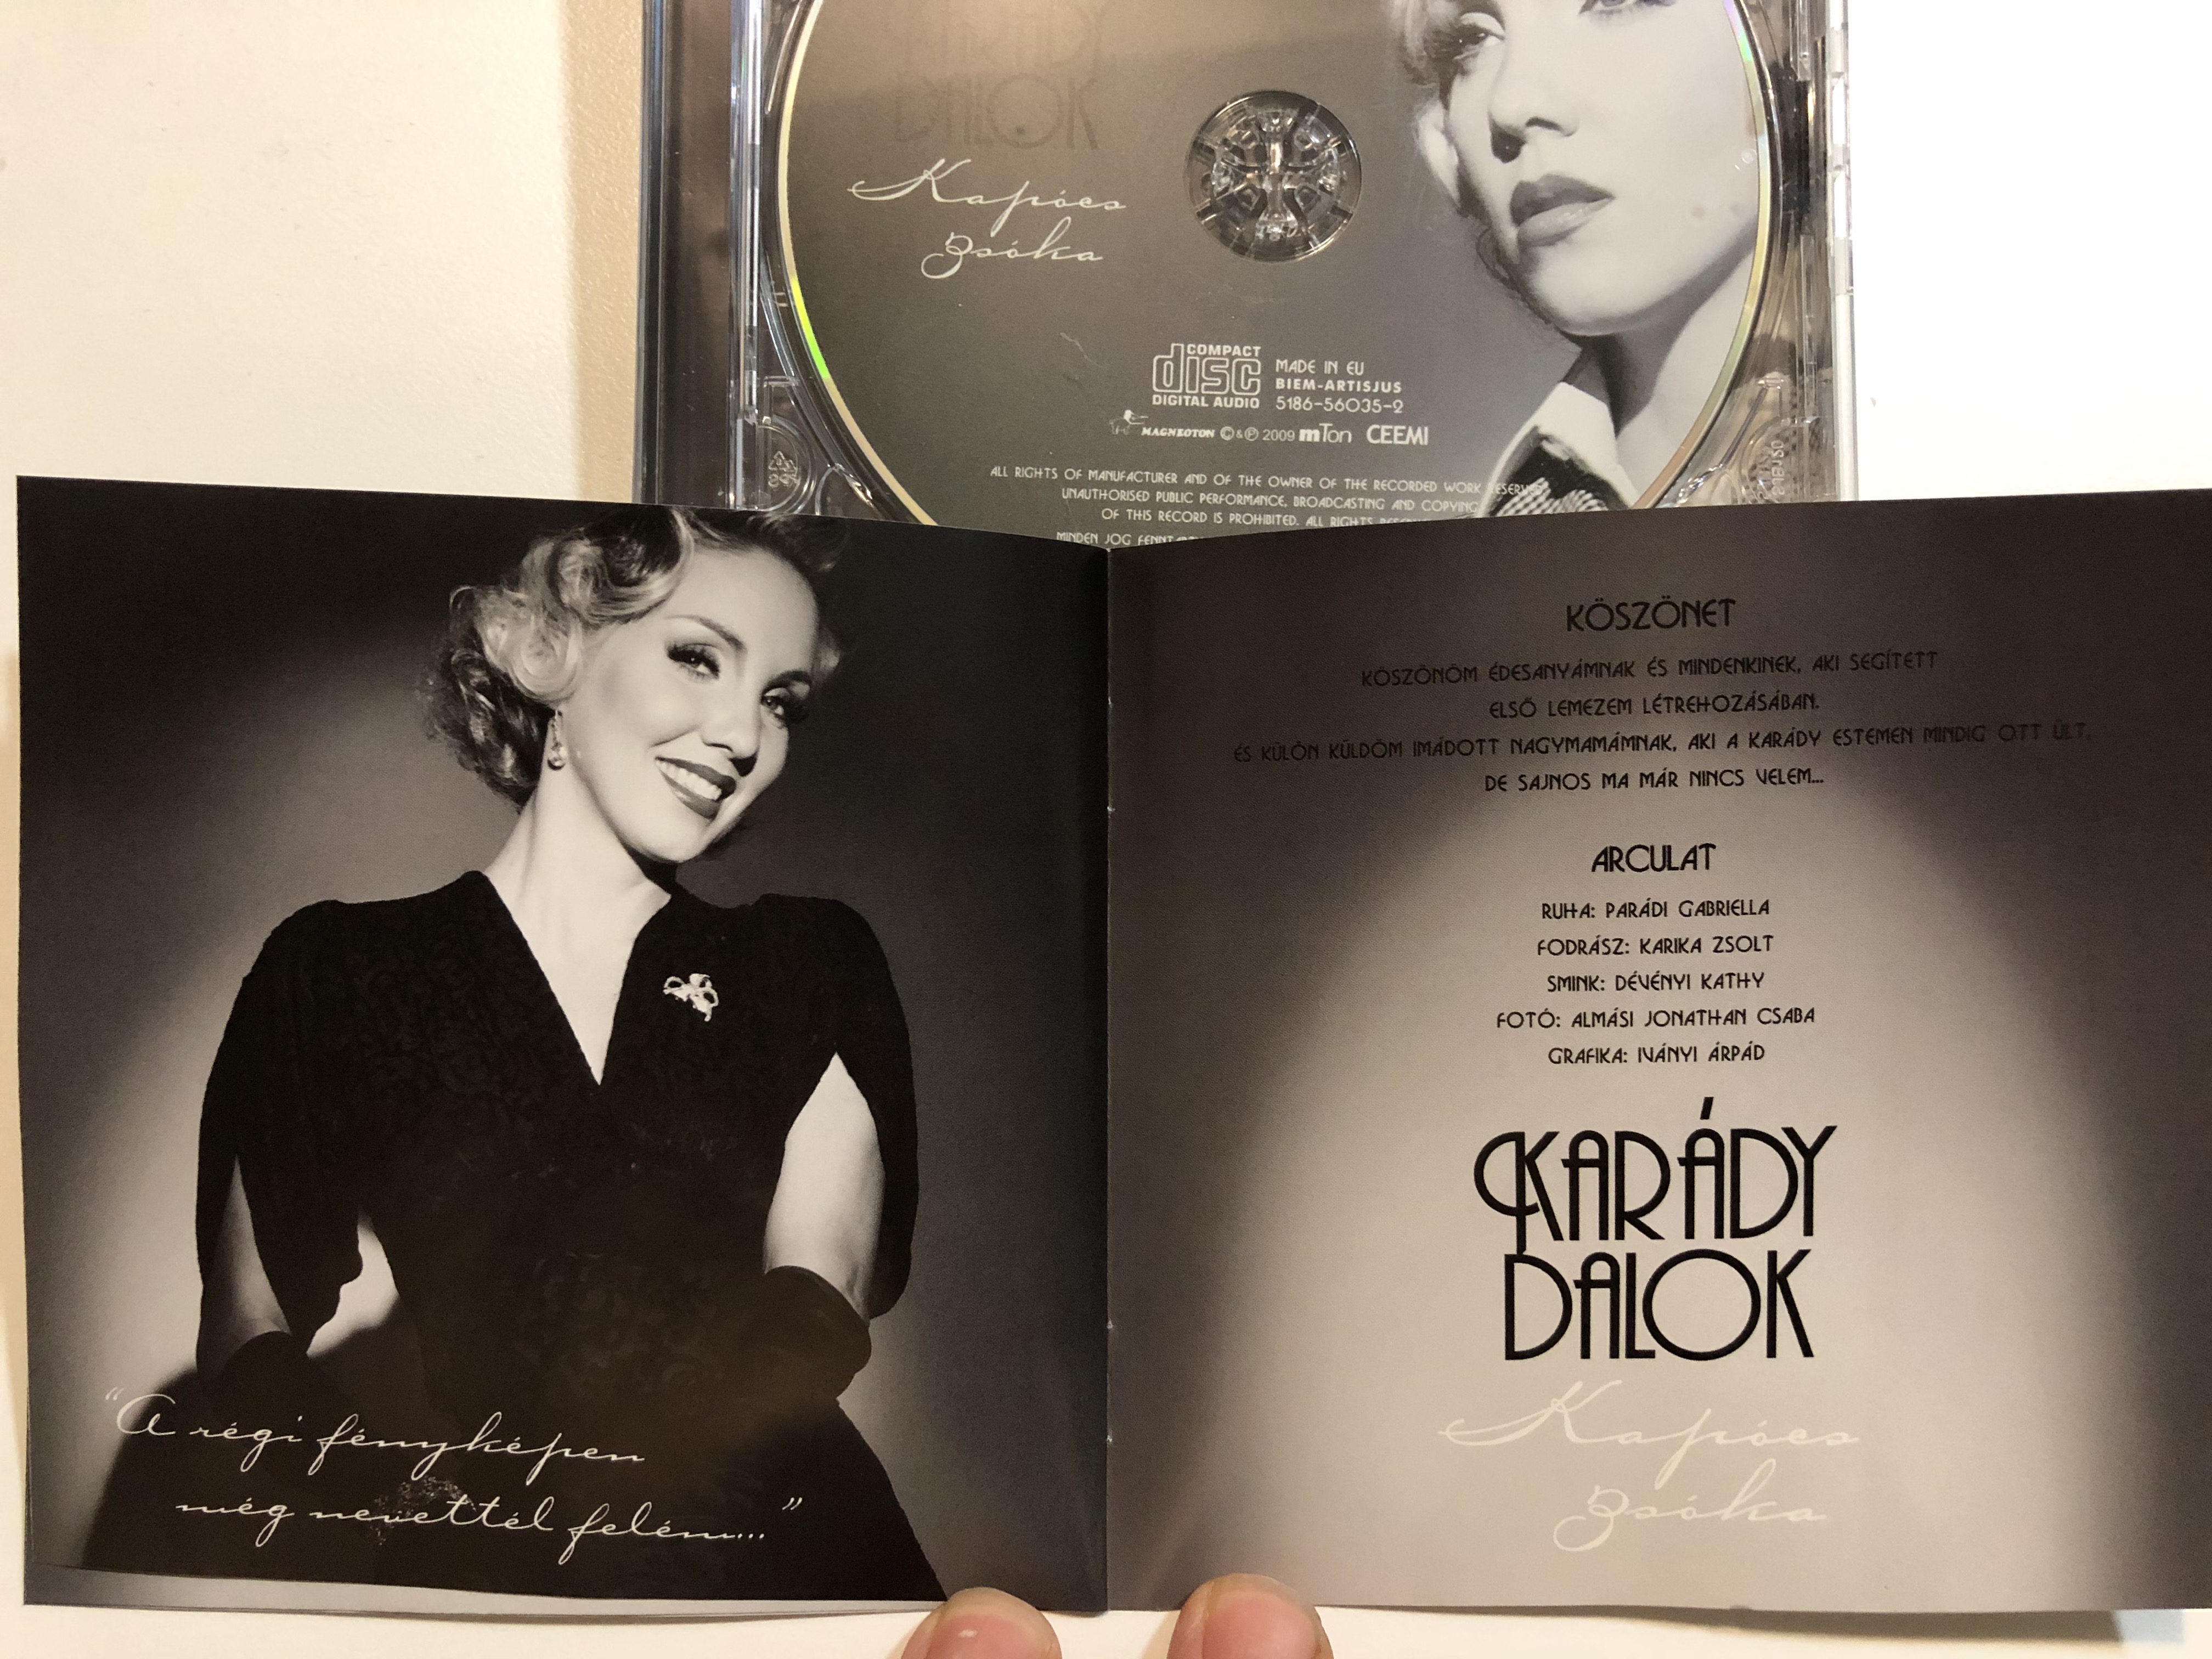 KARÁDY
DALOK
Kapócs
Zsóka
COMPACT
disc
DIGITAL AUDIO
MADE IN EU
BIEM-ARTISJUS
5186-56035-2
MAGNEOTON ©&℗ 2009 mTon CEEMI
ALL RIGHTS OF MANUFACTURER AND OF THE OWNER OF THE RECORDED WORK RESERVED
UNAUTHORISED PUBLIC PERFORMANCE, BROADCASTING AND COPYING
OF THIS RECORD IS PROHIBITED. ALL RIGHTS
MINDEN JOG
"A régi fényképen
még nevettél felém..."
KÖSZÖNET
KÖSZÖNÖM ÉDESANYÁMNAK ÉS MINDENKINEK, AKI SEGÍTETT
ELSŐ LEMEZEM LÉTREHOZÁSÁBAN.
ÉS KÜLÖN KÜLDÖM IMÁDOTT NAGYMAMÁMNAK, AKI A KARÁDY ESTEMEN MINDIG OTT ÜLT,
DE SAJNOS MA MÁR NINCS VELEM...
ARCULAT
RUHA: PARÁDI GABRIELLA
FODRÁSZ: KARIKA ZSOLT
SMINK: DÉVÉNYI KATHY
FOTÓ: ALMÁSI JONATHAN CSABA
GRAFIKA: IVÁNYI ÁRPÁD
KARÁDY
DALOK
Kapócs
Zsóka